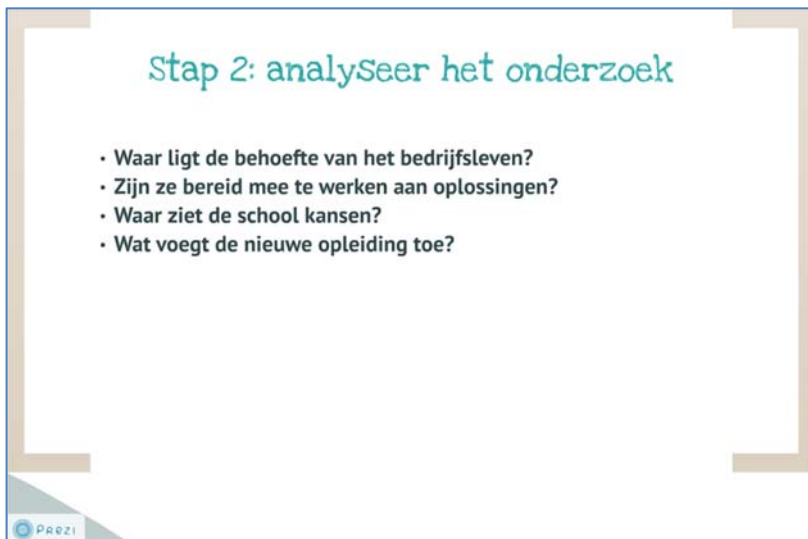 Stap 2: analyseer het onderzoek
• Waar ligt de behoefte van het bedrijfsleven?
• Zijn ze bereid mee te werken aan oplossingen?
• Waar ziet de school kansen?
• Wat voegt de nieuwe opleiding toe?
Prezi